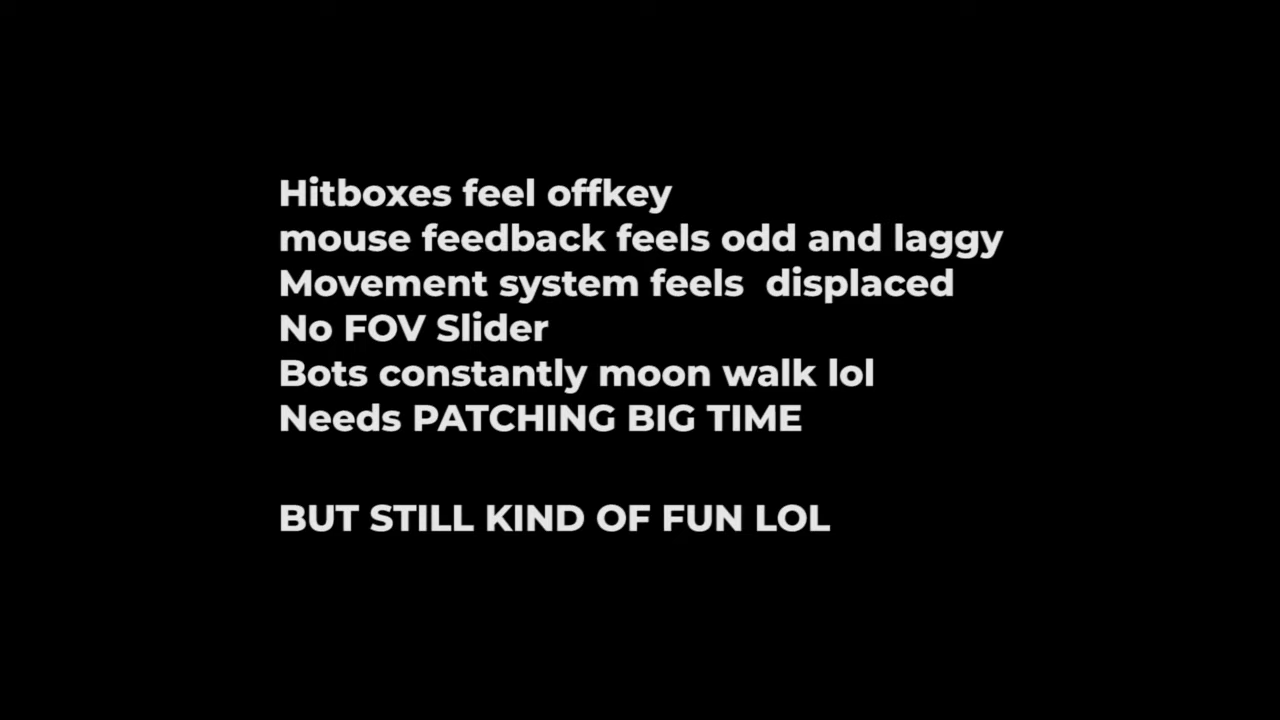 Hitboxes feel offkey
mouse feedback feels odd and laggy
Movement system feels  displaced
No FOV Slider
Bots constantly moon walk lol
Needs PATCHING BIG TIME
BUT STILL KIND OF FUN LOL